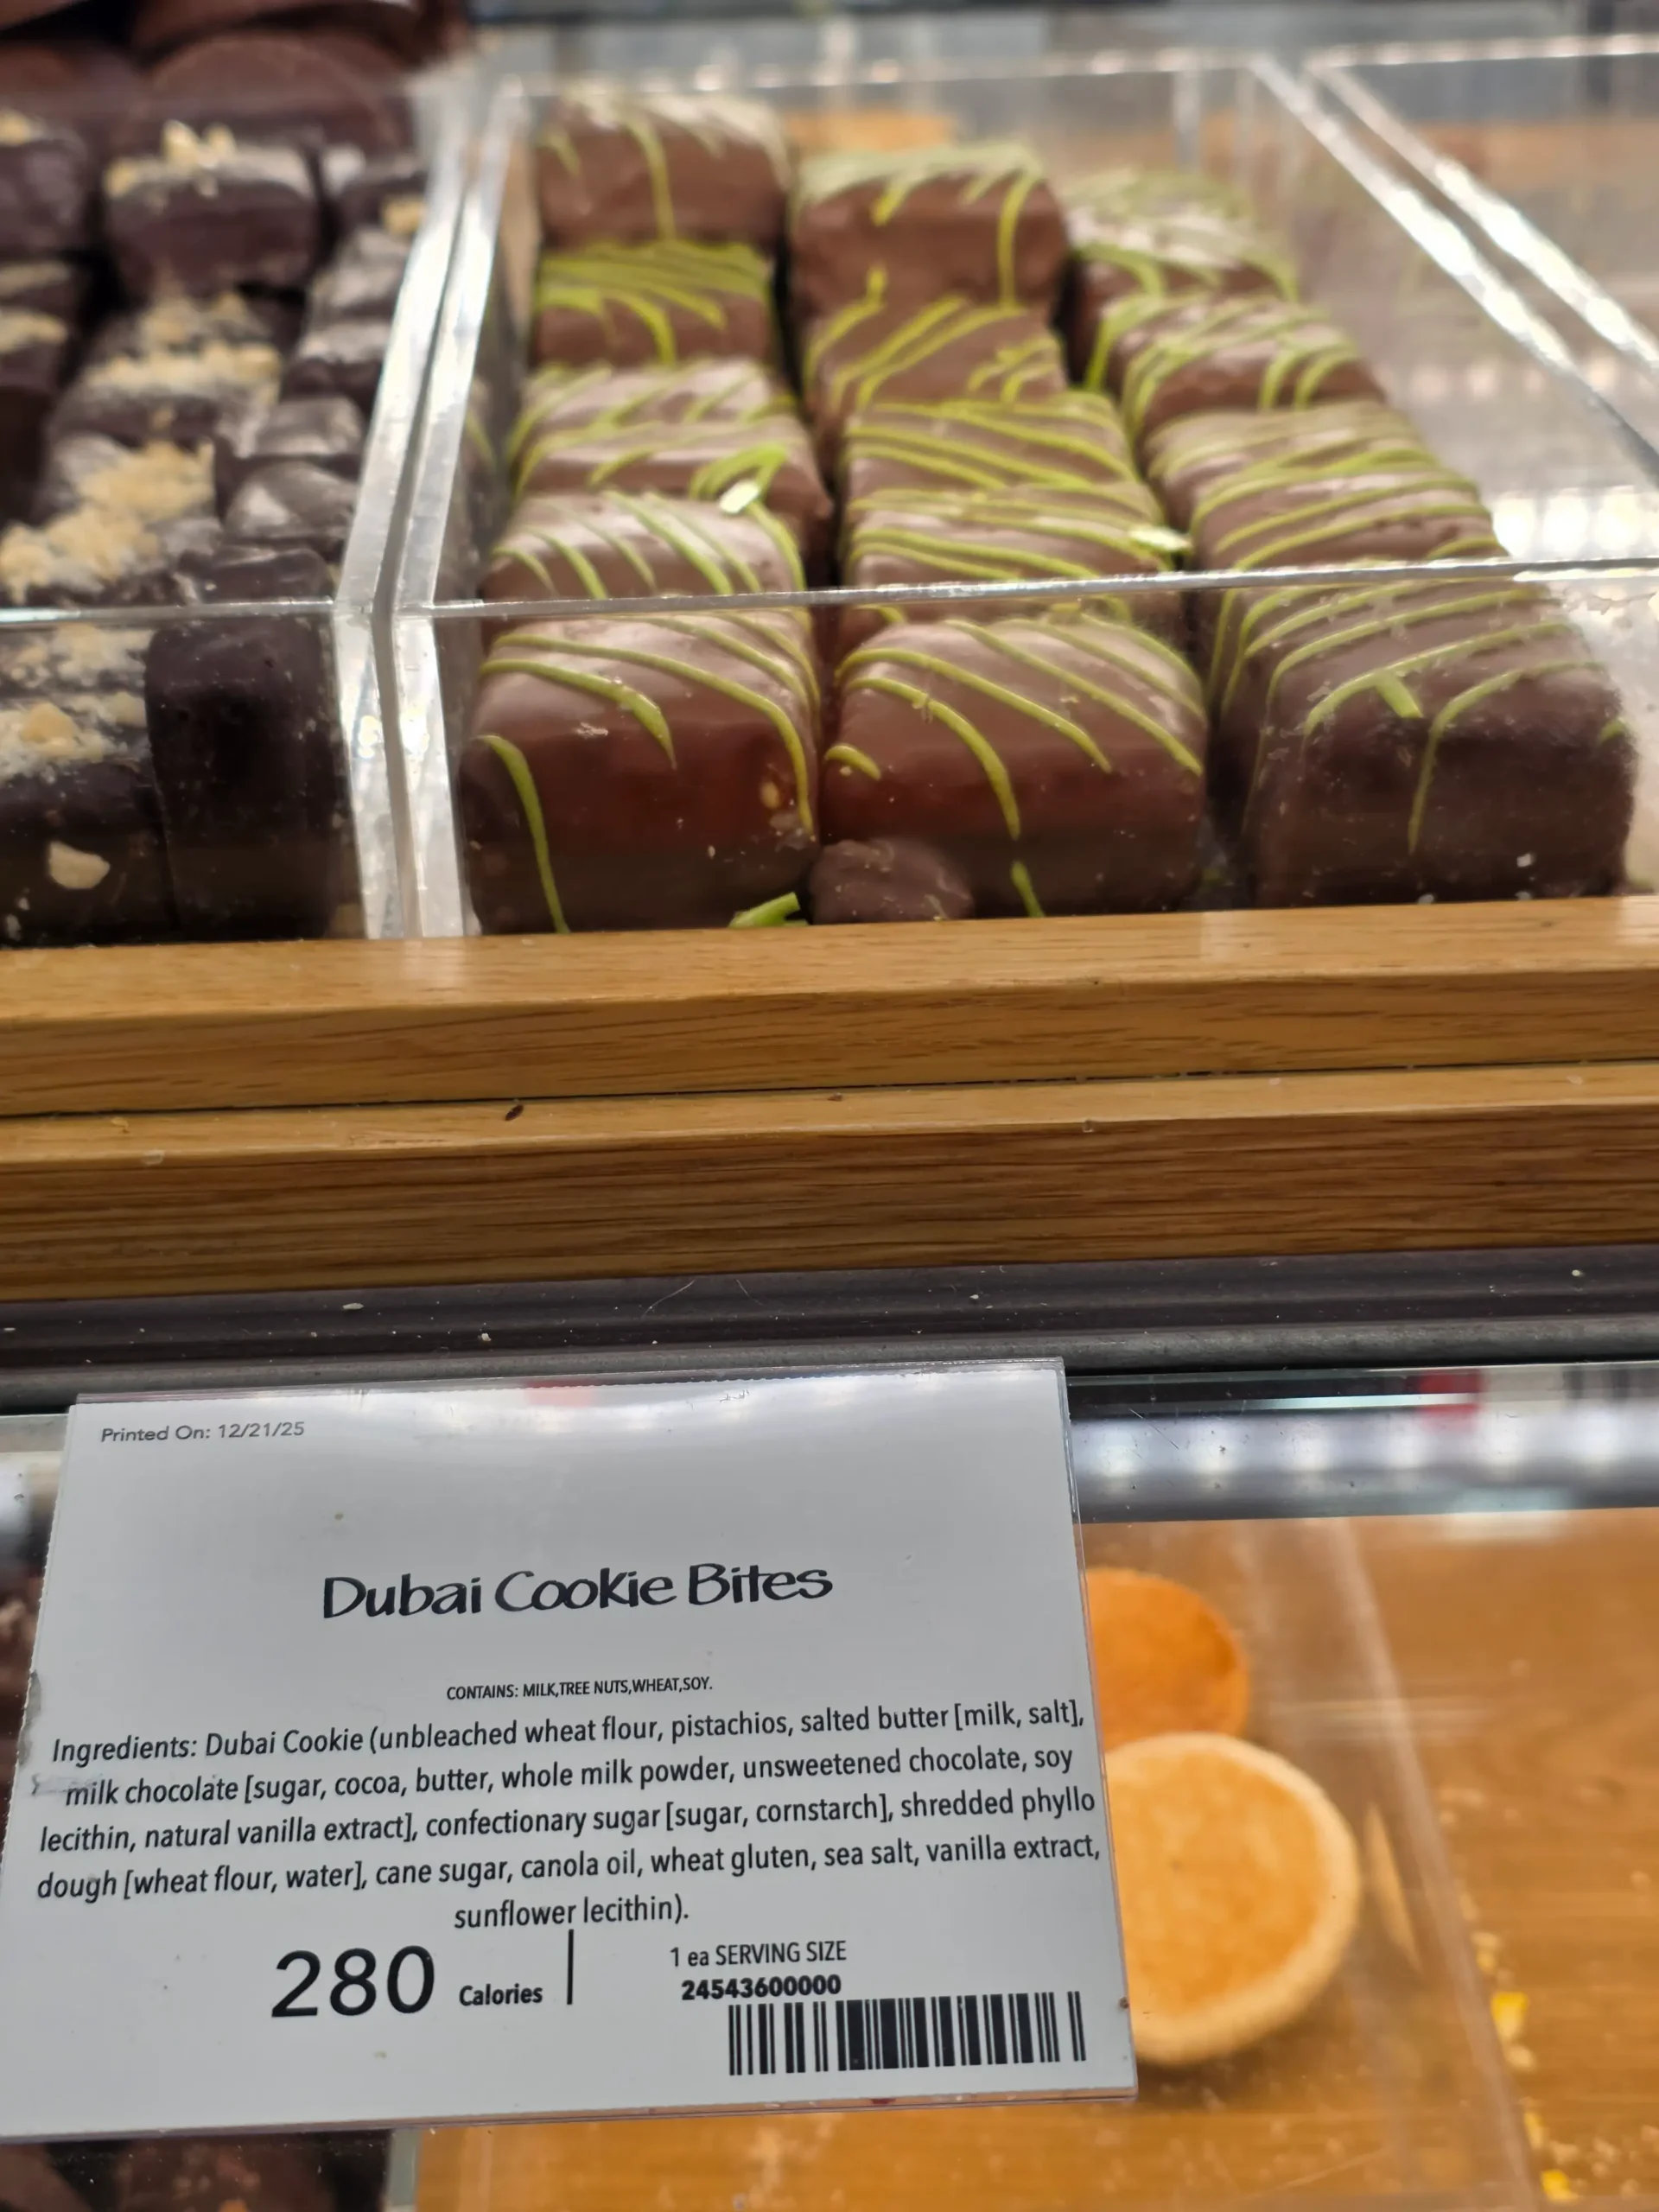 Printed On: 12/21/25
Dubai Cookie Bites
CONTAINS: MILK,TREE NUTS,WHEAT,SOY.
Ingredients: Dubai Cookie (unbleached wheat flour, pistachios, salted butter [milk, salt],
milk chocolate [sugar, cocoa, butter, whole milk powder, unsweetened chocolate, soy
lecithin, natural vanilla extract], confectionary sugar [sugar, cornstarch], shredded phyllo
dough [wheat flour, water], cane sugar, canola oil, wheat gluten, sea salt, vanilla extract,
sunflower lecithin).
280 Calories
1 ea SERVING SIZE
24543600000